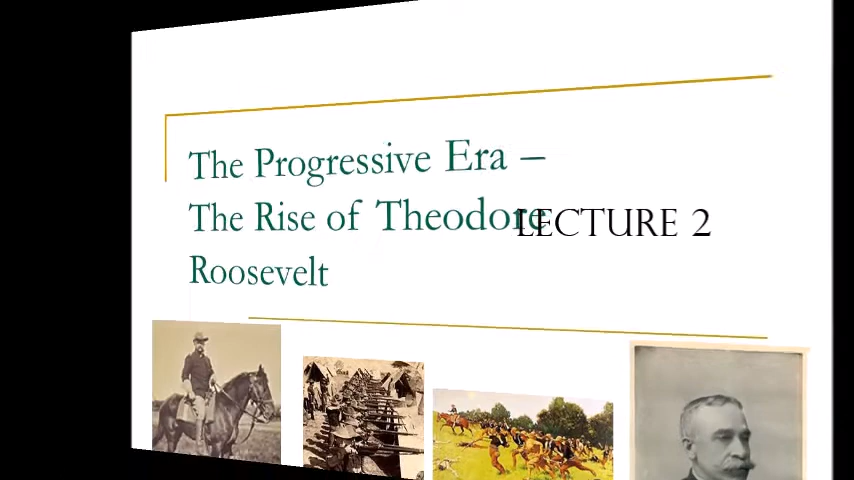 The Progressive Era –
The Rise of Theodore
Roosevelt
LECTURE 2